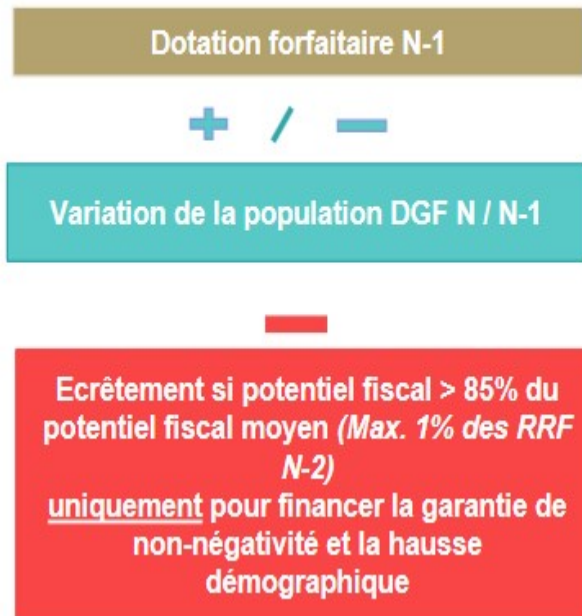 Dotation forfaitaire N-1
+ / -
Variation de la population DGF N / N-1
-
Ecrêtement si potentiel fiscal > 85% du
potentiel fiscal moyen (Max. 1% des RRF
N-2)
uniquement pour financer la garantie de
non-négativité et la hausse
démographique